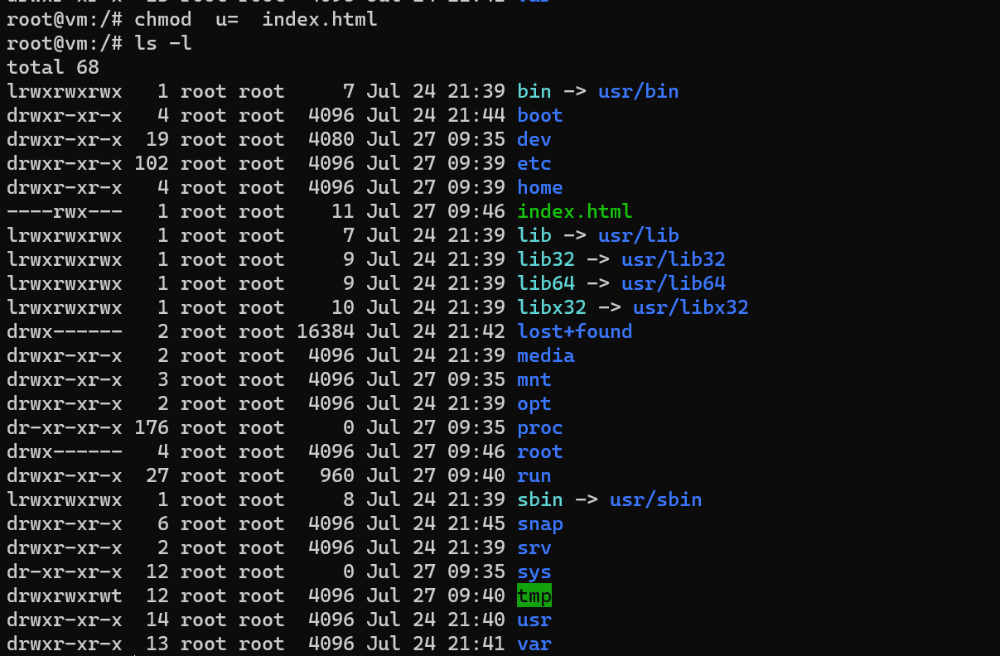 drwxr-xr-x  13 root root  4096 Jul 24 21:41 var
root@vm:/# chmod  u=  index.html
root@vm:/# ls -l
total 68
lrwxrwxrwx   1 root root     7 Jul 24 21:39 bin -> usr/bin
drwxr-xr-x   4 root root  4096 Jul 24 21:44 boot
drwxr-xr-x  19 root root  4080 Jul 27 09:35 dev
drwxr-xr-x 102 root root  4096 Jul 27 09:39 etc
drwxr-xr-x   4 root root  4096 Jul 27 09:39 home
----rwx---   1 root root    11 Jul 27 09:46 index.html
lrwxrwxrwx   1 root root     7 Jul 24 21:39 lib -> usr/lib
lrwxrwxrwx   1 root root     9 Jul 24 21:39 lib32 -> usr/lib32
lrwxrwxrwx   1 root root     9 Jul 24 21:39 lib64 -> usr/lib64
lrwxrwxrwx   1 root root    10 Jul 24 21:39 libx32 -> usr/libx32
drwx------   2 root root 16384 Jul 24 21:42 lost+found
drwxr-xr-x   2 root root  4096 Jul 24 21:39 media
drwxr-xr-x   3 root root  4096 Jul 27 09:35 mnt
drwxr-xr-x   2 root root  4096 Jul 24 21:39 opt
dr-xr-xr-x 176 root root     0 Jul 27 09:35 proc
drwx------   4 root root  4096 Jul 27 09:46 root
drwxr-xr-x  27 root root   960 Jul 27 09:40 run
lrwxrwxrwx   1 root root     8 Jul 24 21:39 sbin -> usr/sbin
drwxr-xr-x   6 root root  4096 Jul 24 21:45 snap
drwxr-xr-x   2 root root  4096 Jul 24 21:39 srv
dr-xr-xr-x  12 root root     0 Jul 27 09:35 sys
drwxrwxrwt  12 root root  4096 Jul 27 09:40 tmp
drwxr-xr-x  14 root root  4096 Jul 24 21:40 usr
drwxr-xr-x  13 root root  4096 Jul 24 21:41 var